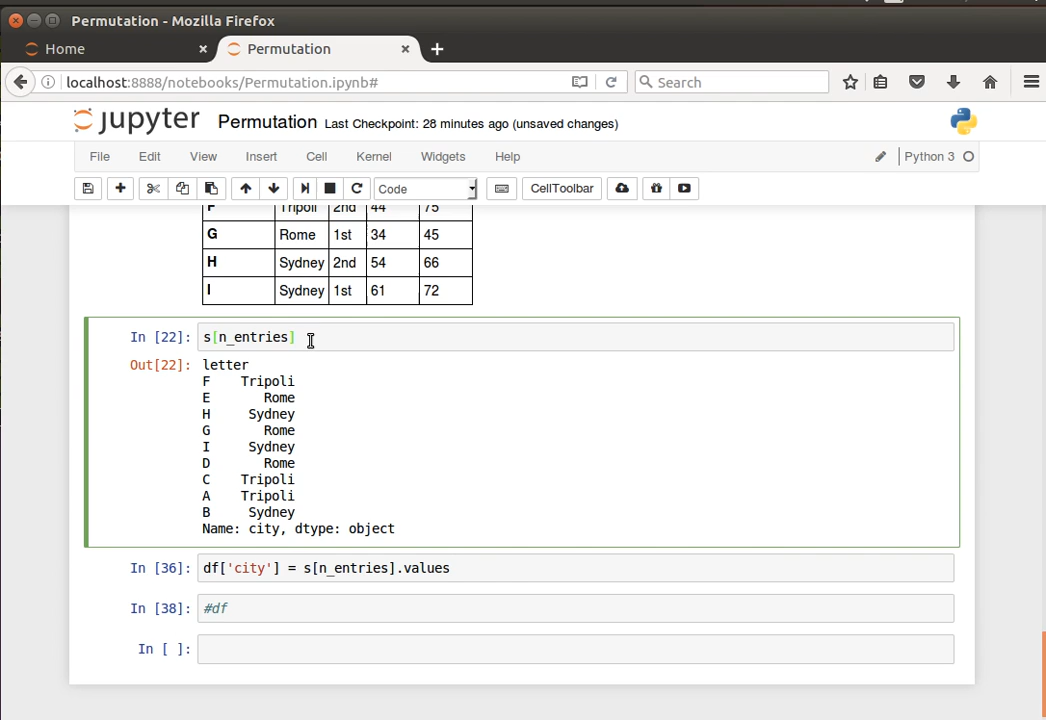 Permutation - Mozilla Firefox
Home
Permutation
localhost:8888/notebooks/Permutation.ipynb#
Search
jupyter Permutation Last Checkpoint: 28 minutes ago (unsaved changes)
File Edit View Insert Cell Kernel Widgets Help Python 3
Code CellToolbar
F Tripoli 2nd 44 75
G Rome 1st 34 45
H Sydney 2nd 54 66
I Sydney 1st 61 72
In [22]: s[n_entries]
Out[22]: letter
F Tripoli
E Rome
H Sydney
G Rome
I Sydney
D Rome
C Tripoli
A Tripoli
B Sydney
Name: city, dtype: object
In [36]: df['city'] = s[n_entries].values
In [38]: #df
In [ ]: